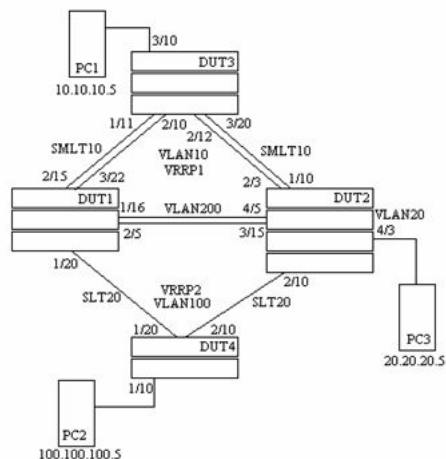 3/10
DUT3
PC1
10.10.10.5
1/11
2/10
3/20
2/12
SMLT10
SMLT10
VLAN10
VRRP1
2/15
3/22
2/3
1/10
DUT1
DUT2
1/16
4/5
VLAN200
VLAN20
2/5
3/15
4/3
1/20
VRRP2
VLAN100
2/10
SLT20
SLT20
1/20
2/10
DUT4
PC3
20.20.20.5
1/10
PC2
100.100.100.5